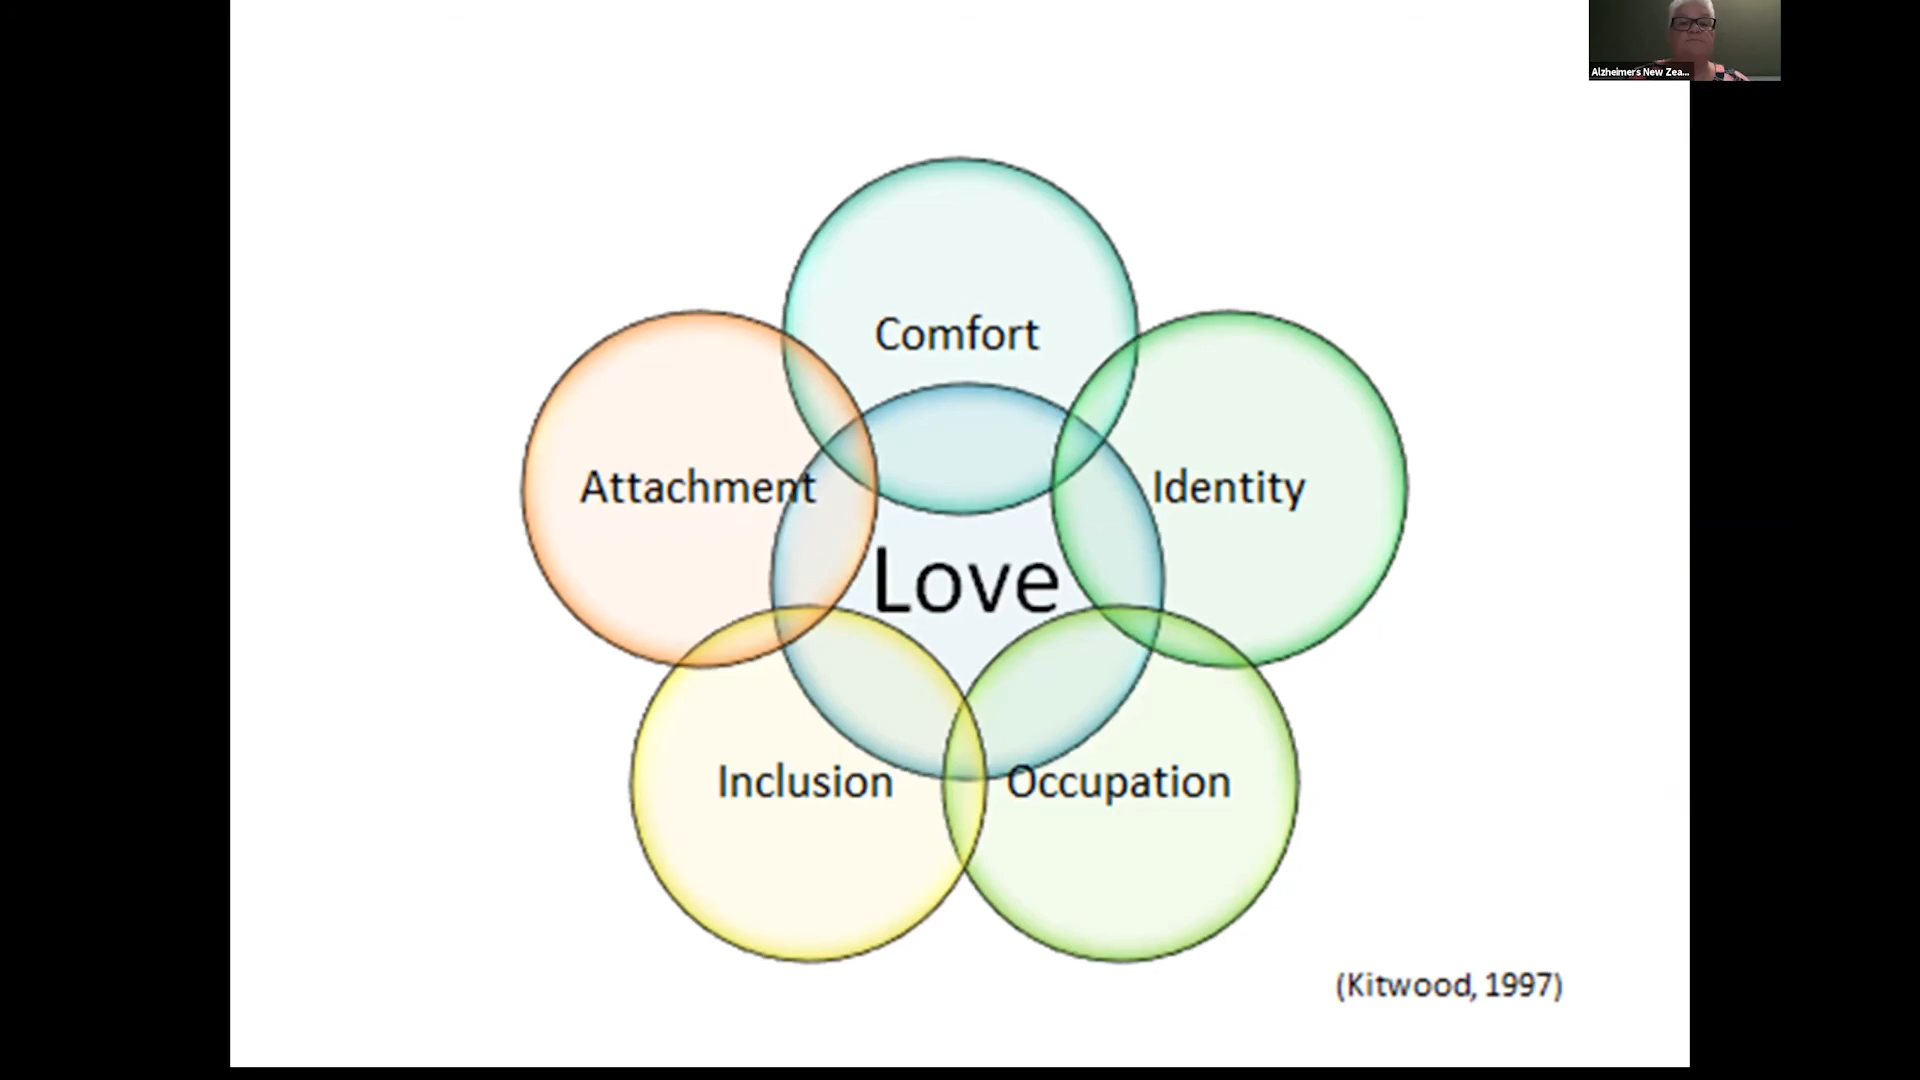 Alzheimers New Zea...
Comfort
Attachment
Identity
Love
Inclusion
Occupation
(Kitwood, 1997)